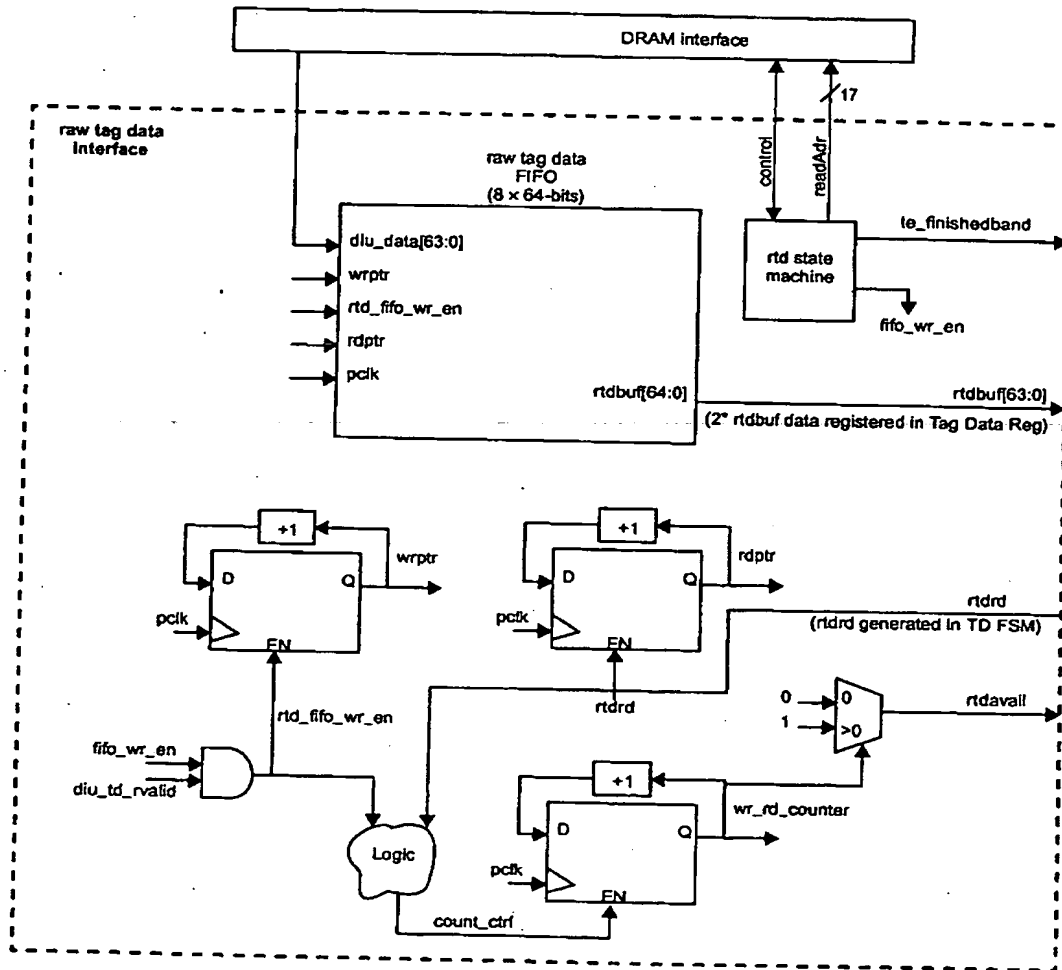 DRAM interface
17
raw tag data
Interface
control
readAdr
raw tag data
FIFO
(8 × 64-bits)
diu_data[63:0]
wrptr
rtd_fifo_wr_en
rdptr
pclk
rtdbuf[64:0]
rtd state
machine
te_finishedband
fifo_wr_en
rtdbuf[63:0]
(2* rtdbuf data registered in Tag Data Reg)
+1
wrptr
D
Q
pclk
EN
rtd_fifo_wr_en
fifo_wr_en
diu_td_rvalid
+1
rdptr
D
Q
pclk
EN
rtdrd
rtdrd
(rtdrd generated in TD FSM)
0
0
1
>0
rtdavail
Logic
count_ctrl
+1
wr_rd_counter
D
Q
pclk
EN